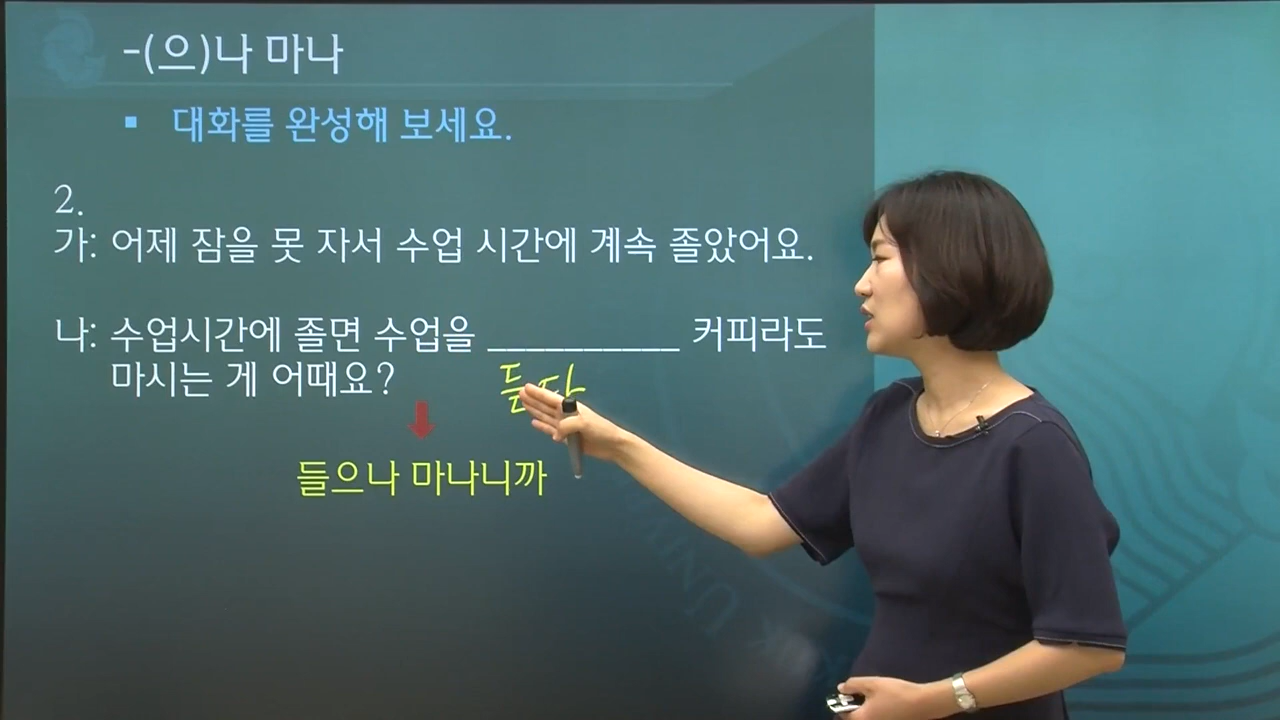 -(으)나 마나
▪ 대화를 완성해 보세요.
2.
가: 어제 잠을 못 자서 수업 시간에 계속 졸았어요.
나: 수업시간에 졸면 수업을 __________ 커피라도
마시는 게 어때요?
들으나 마나니까